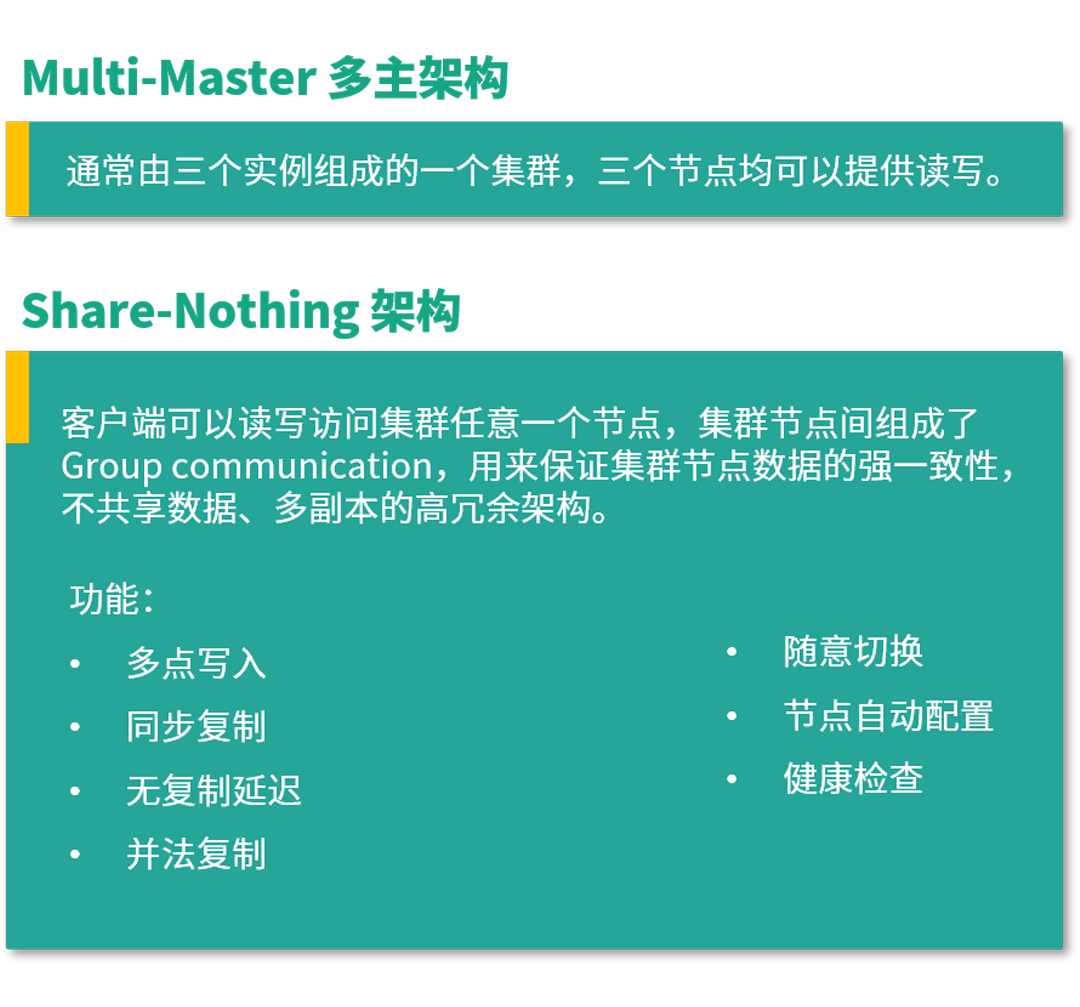 Multi-Master 多主架构
通常由三个实例组成的一个集群，三个节点均可以提供读写。
Share-Nothing 架构
客户端可以读写访问集群任意一个节点，集群节点间组成了
Group communication，用来保证集群节点数据的强一致性，
不共享数据、多副本的高冗余架构。
功能：
• 多点写入
• 同步复制
• 无复制延迟
• 并法复制
• 随意切换
• 节点自动配置
• 健康检查